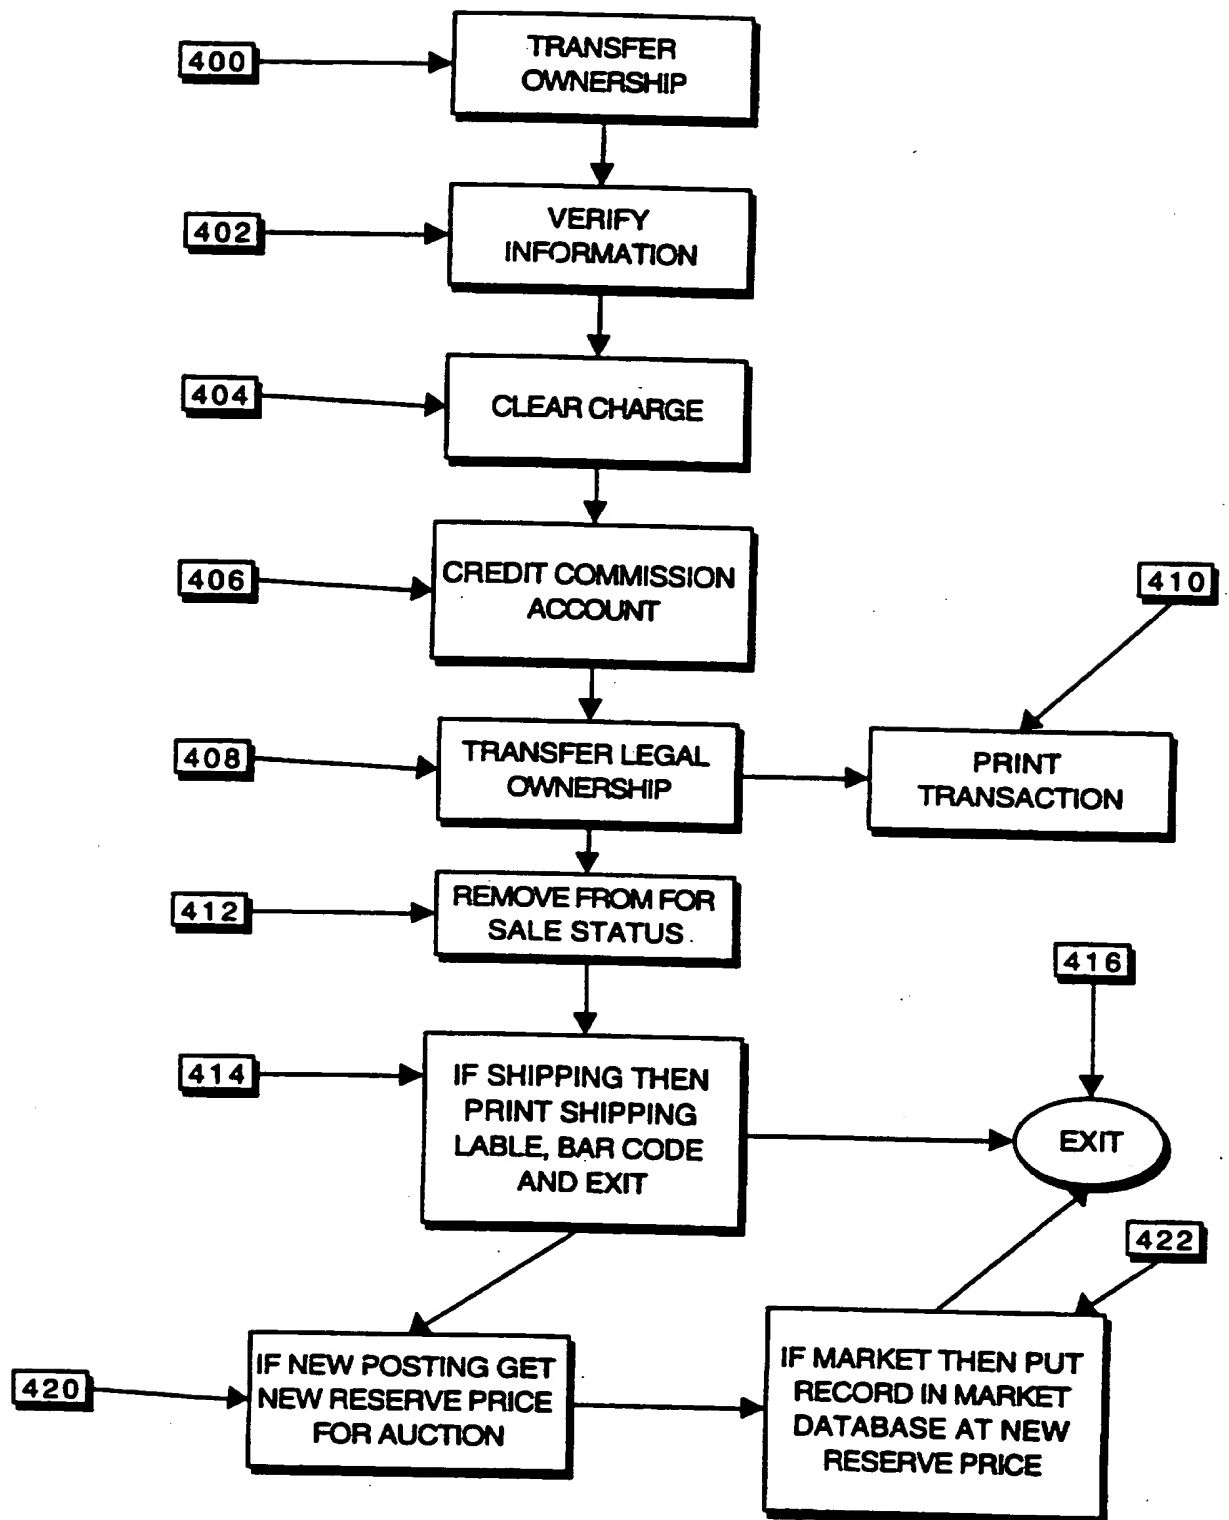 400
TRANSFER
OWNERSHIP
402
VERIFY
INFORMATION
404
CLEAR CHARGE
406
CREDIT COMMISSION
ACCOUNT
410
408
TRANSFER LEGAL
OWNERSHIP
PRINT
TRANSACTION
412
REMOVE FROM FOR
SALE STATUS
416
414
IF SHIPPING THEN
PRINT SHIPPING
LABLE, BAR CODE
AND EXIT
EXIT
422
420
IF NEW POSTING GET
NEW RESERVE PRICE
FOR AUCTION
IF MARKET THEN PUT
RECORD IN MARKET
DATABASE AT NEW
RESERVE PRICE